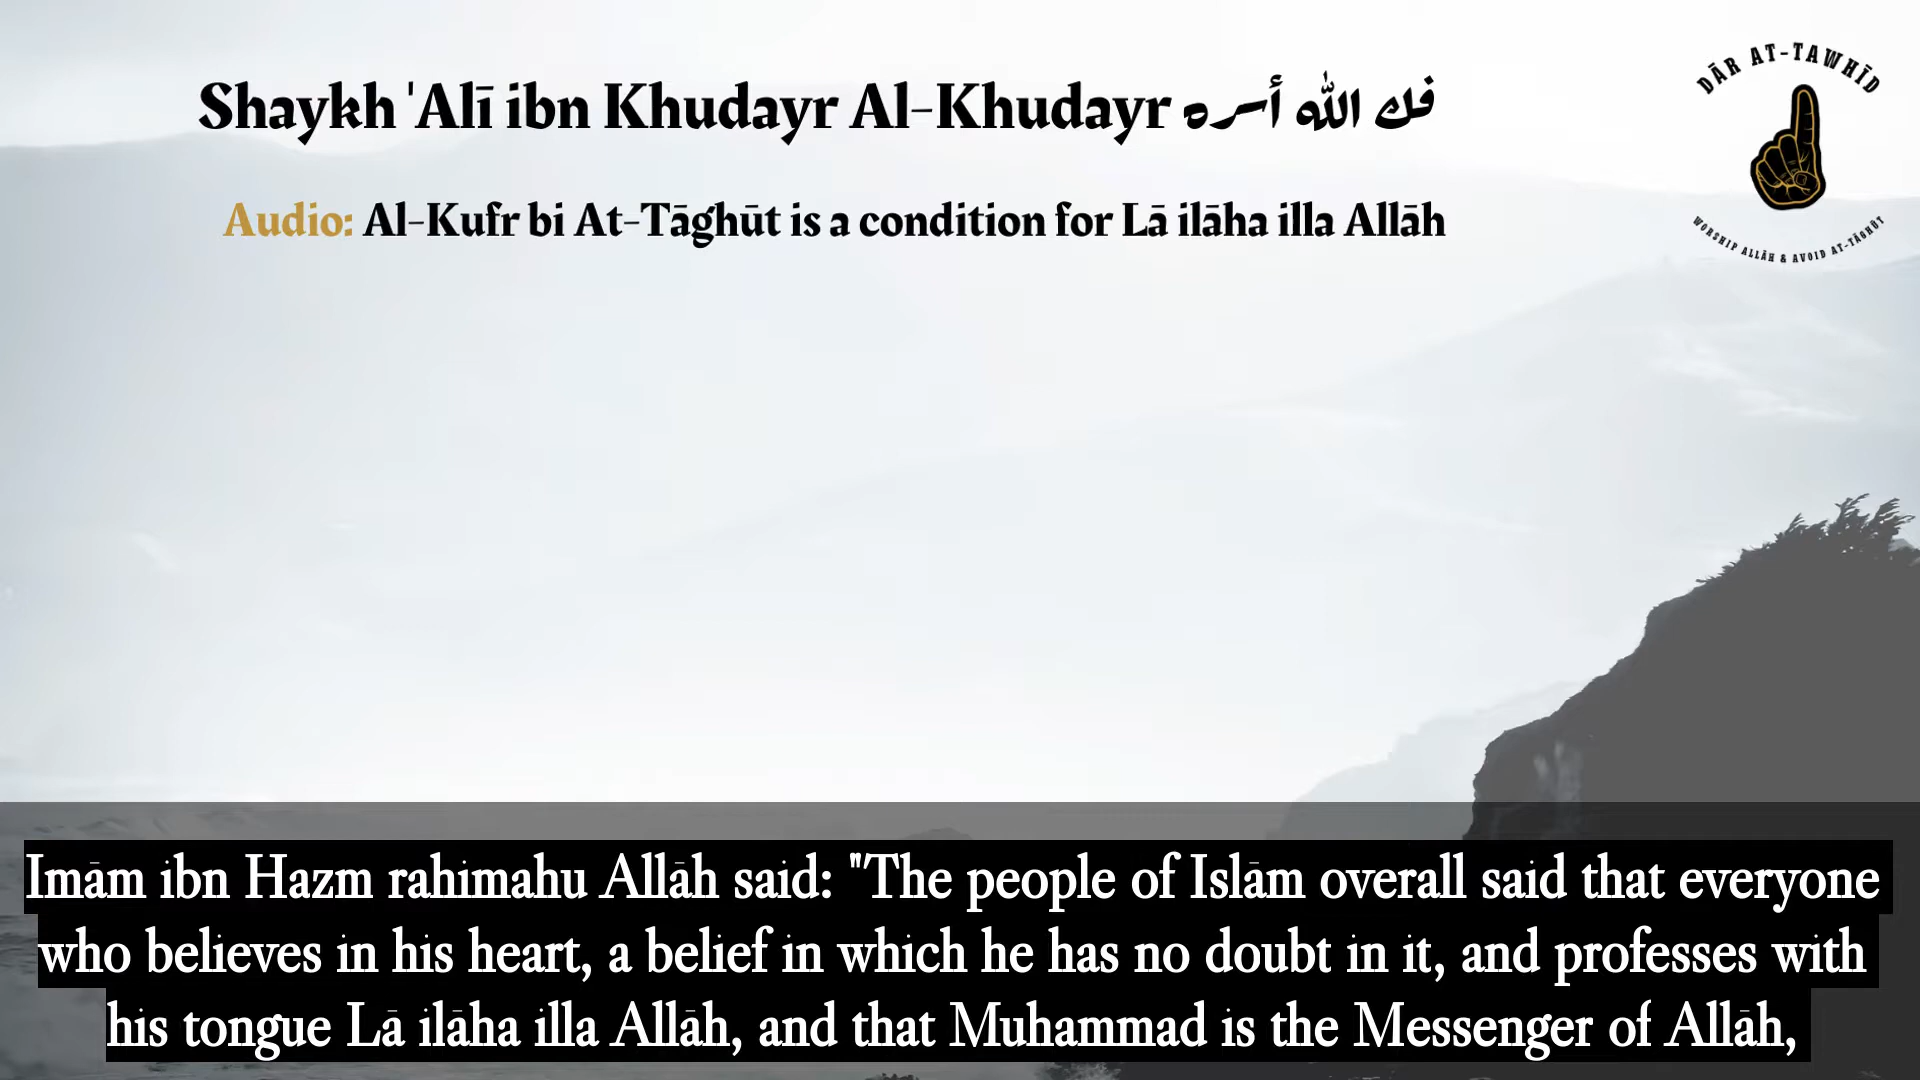 Shaykh 'Alī ibn Khudayr Al-Khudayr فك الله أسره
Audio: Al-Kufr bi At-Tāghūt is a condition for Lā ilāha illa Allāh
DĀR AT-TAWHĪD
WORSHIP ALLĀH & AVOID AT-TĀGHŪT
Imām ibn Hazm rahimahu Allāh said: "The people of Islām overall said that everyone
who believes in his heart, a belief in which he has no doubt in it, and professes with
his tongue Lā ilāha illa Allāh, and that Muhammad is the Messenger of Allāh,